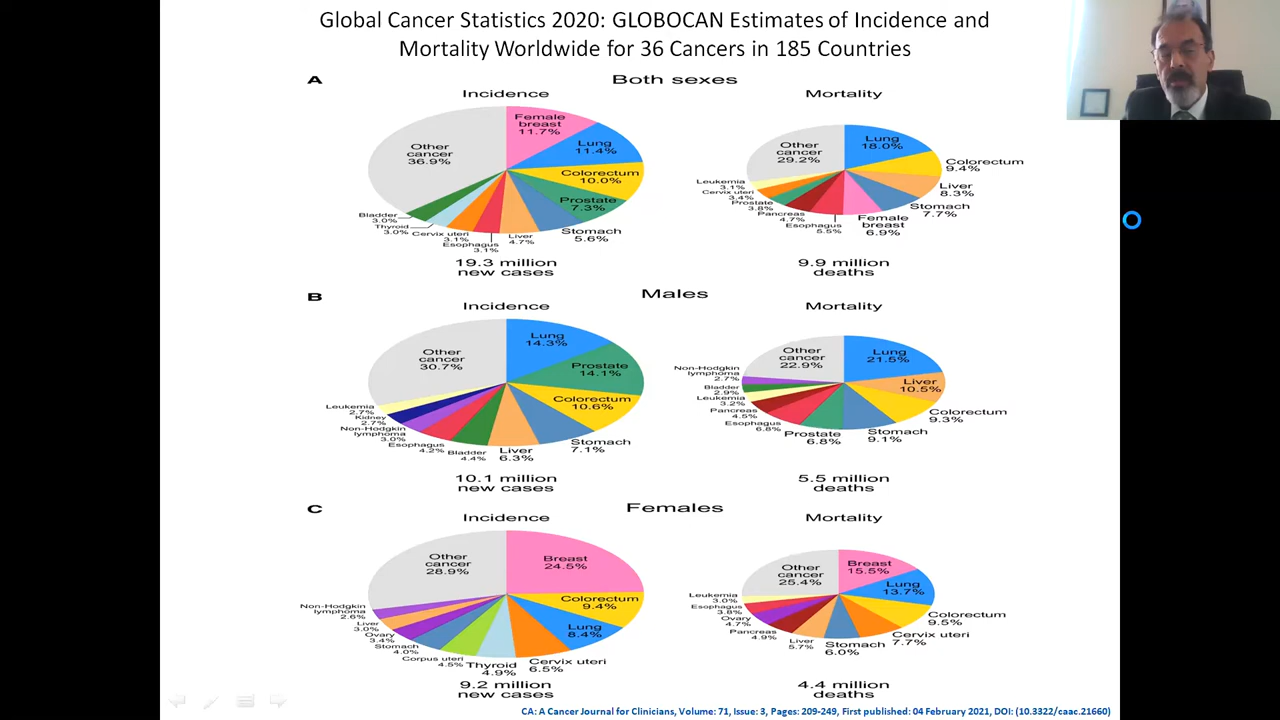 Global Cancer Statistics 2020: GLOBOCAN Estimates of Incidence and
Mortality Worldwide for 36 Cancers in 185 Countries
A
Both sexes
Incidence
Female
breast
11.7%
Lung
11.4%
Colorectum
10.0%
Prostate
7.3%
Stomach
5.6%
Liver
4.7%
Esophagus
3.1%
Cervix uteri
3.1%
Thyroid
3.0%
Bladder
3.0%
Other
cancer
36.9%
19.3 million
new cases
Mortality
Lung
18.0%
Colorectum
9.4%
Liver
8.3%
Stomach
7.7%
Female
breast
6.9%
Esophagus
5.5%
Pancreas
4.7%
Prostate
3.8%
Cervix uteri
3.4%
Leukemia
3.1%
Other
cancer
29.2%
9.9 million
deaths
B
Males
Incidence
Lung
14.3%
Prostate
14.1%
Colorectum
10.6%
Stomach
7.1%
Liver
6.3%
Bladder
4.4%
Esophagus
4.2%
Non-Hodgkin
lymphoma
3.0%
Kidney
2.7%
Leukemia
2.7%
Other
cancer
30.7%
10.1 million
new cases
Mortality
Lung
21.5%
Liver
10.5%
Colorectum
9.3%
Stomach
9.1%
Prostate
6.8%
Esophagus
6.8%
Pancreas
4.5%
Leukemia
3.2%
Bladder
2.9%
Non-Hodgkin
lymphoma
2.7%
Other
cancer
22.9%
5.5 million
deaths
C
Females
Incidence
Breast
24.5%
Colorectum
9.4%
Lung
8.4%
Cervix uteri
6.5%
Thyroid
4.9%
Corpus uteri
4.5%
Stomach
4.0%
Ovary
3.4%
Liver
3.0%
Non-Hodgkin
lymphoma
2.6%
Other
cancer
28.9%
9.2 million
new cases
Mortality
Breast
15.5%
Lung
13.7%
Colorectum
9.5%
Cervix uteri
7.7%
Stomach
6.0%
Liver
5.7%
Pancreas
4.9%
Ovary
4.7%
Esophagus
3.8%
Leukemia
3.0%
Other
cancer
25.4%
4.4 million
deaths
CA: A Cancer Journal for Clinicians, Volume: 71, Issue: 3, Pages: 209-249, First published: 04 February 2021, DOI: (10.3322/caac.21660)